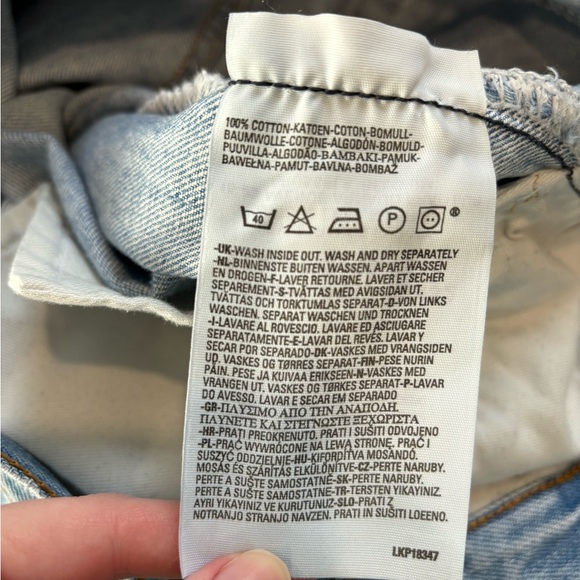 100% COTTON-KATOEN-COTON-BOMULL-
BAUMWOLLE-COTONE-ALGODÓN-BOMULD-
PUUVILLA-ALGODÃO-ΒΑΜΒΑΚΙ-PAMUK-
BAWEŁNA-PAMUT-BAVLNA-BOMBAŽ
40 P ®
-UK-WASH INSIDE OUT. WASH AND DRY SEPARATELY
-NL-BINNENSTE BUITEN WASSEN. APART WASSEN
EN DROGEN-F-LAVER RETOURNE. LAVER ET SECHER
SEPAREMENT-S-TVÄTTAS MED AVIGSIDAN UT.
TVÄTTAS OCH TORKTUMLAS SEPARAT-D-VON LINKS
WASCHEN. SEPARAT WASCHEN UND TROCKNEN
-I-LAVARE AL ROVESCIO. LAVARE ED ASCIUGARE
SEPARATAMENTE-E-LAVAR DEL REVÉS. LAVAR Y
SECAR POR SEPARADO-DK-VASKES MED VRANGSIDEN
UD. VASKES OG TØRRES SEPARAT-FIN-PESE NURIN
PÄIN. PESE JA KUIVAA ERIKSEEN-N-VASKES MED
VRANGEN UT. VASKES OG TØRKES SEPARAT-P-LAVAR
DO AVESSO. LAVAR E SECAR EM SEPARADO
-GR-ΠΛΥΣΙΜΟ ΑΠΟ ΤΗΝ ΑΝΑΠΟΔΗ.
ΠΛΥΝΕΤΕ ΚΑΙ ΣΤΕΓΝΩΣΤΕ ΞΕΧΩΡΙΣΤΑ
-HR-PRATI PREOKRENUTO. PRATI I SUŠITI ODVOJENO
-PL-PRAĆ WYWRÓCONE NA LEWĄ STRONĘ. PRAĆ I
SUSZYĆ ODDZIELNIE-HU-KIFORDÍTVA MOSANDÓ.
MOSÁS ÉS SZÁRÍTÁS ELKÜLÖNÍTVE-CZ-PERTE NARUBY.
PERTE A SUŠTE SAMOSTATNE-SK-PERTE NARUBY.
PERTE A SUŠTE SAMOSTATNE-TR-TERSTEN YIKAYINIZ.
AYRI YIKAYINIZ VE KURUTUNUZ-SLO-PRATI Z
NOTRANJO STRANJO NAVZEN. PRATI IN SUŠITI LOEENO.
LKP18347